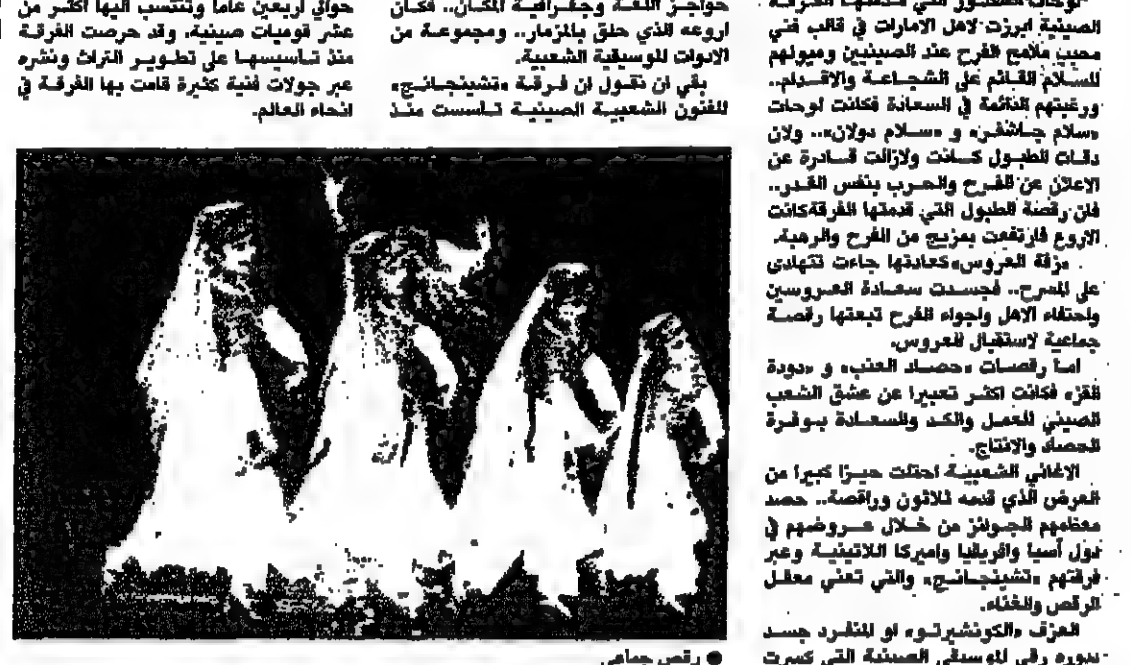 لوحات التي قدمتها الفرقة
الصينية ابرزت لاهل الامارات في قالب فني
محبب ملامح الفرح عند الصينيين وميولهم
للسلام القائم على الشجاعة والاقدام..
ورغبتهم الدائمة في السعادة فكانت لوحات
«سلام جاشفن» و «سلام دولان».. ولان
دقات الطبول كانت ولازالت قادرة عن
الاعلان عن الفرح والحرب بنفس القدر..
فان رقصة الطبول التي قدمتها الفرقة كانت
الاروع فارتفعت بمزيج من الفرح والرهبة.
«زفة العروس» كعادتها جاءت تتهادى
على المسرح.. فجسدت سعادة العروسين
واحتفاء الاهل واجواء الفرح تبعتها رقصة
جماعية لاستقبال العروس.
اما رقصات «حصاد العنب» و «دودة
القز» فكانت اكثر تعبيرا عن عشق الشعب
الصيني للعمل والكد والسعادة بوفرة
الحصاد والانتاج.
الاغاني الشعبية احتلت حيزا كبيرا من
العرض الذي قدمه ثلاثون وراقصة.. حصد
معظمهم الجوائز من خلال عروضهم في
دول آسيا وافريقيا واميركا اللاتينية وعبر
فرقتهم «تشينجانج» والتي تعني معقل
الرقص والغناء.
العزف «الكونشيرتو» او المنفرد جسد
بدوره رقي الموسيقى الصينية التي كسرت
حواجز اللغة وجغرافية المكان.. فكان
اروعه الذي حلق بالمزمار.. ومجموعة من
الادوات الموسيقية الشعبية.
بقي ان نقول ان فرقة «تشينجانج»
للفنون الشعبية الصينية تاسست منذ
حوالي اربعين عاما وتنتسب اليها اكثر من
عشر قوميات صينية، وقد حرصت الفرقة
منذ تأسيسها على تطوير التراث ونشره
عبر جولات فنية كثيرة قامت بها الفرقة في
انحاء العالم.
● رقص جماعي